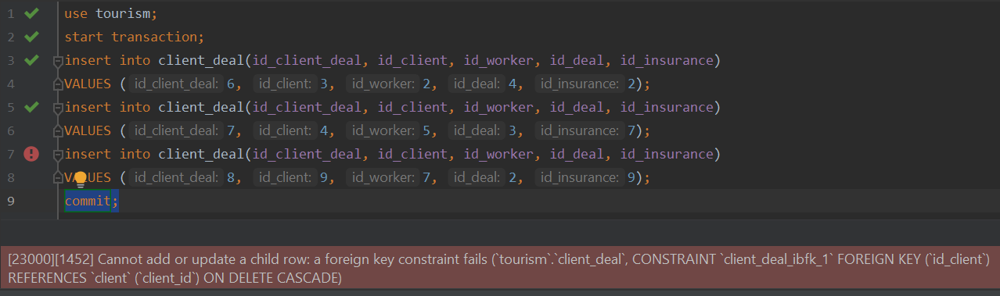 1 use tourism;
2 start transaction;
3 insert into client_deal(id_client_deal, id_client, id_worker, id_deal, id_insurance)
4 VALUES ( id_client_deal: 6, id_client: 3, id_worker: 2, id_deal: 4, id_insurance: 2);
5 insert into client_deal(id_client_deal, id_client, id_worker, id_deal, id_insurance)
6 VALUES ( id_client_deal: 7, id_client: 4, id_worker: 5, id_deal: 3, id_insurance: 7);
7 insert into client_deal(id_client_deal, id_client, id_worker, id_deal, id_insurance)
8 VALUES ( id_client_deal: 8, id_client: 9, id_worker: 7, id_deal: 2, id_insurance: 9);
9 commit;
[23000][1452] Cannot add or update a child row: a foreign key constraint fails (`tourism`.`client_deal`, CONSTRAINT `client_deal_ibfk_1` FOREIGN KEY (`id_client`)
REFERENCES `client` (`client_id`) ON DELETE CASCADE)